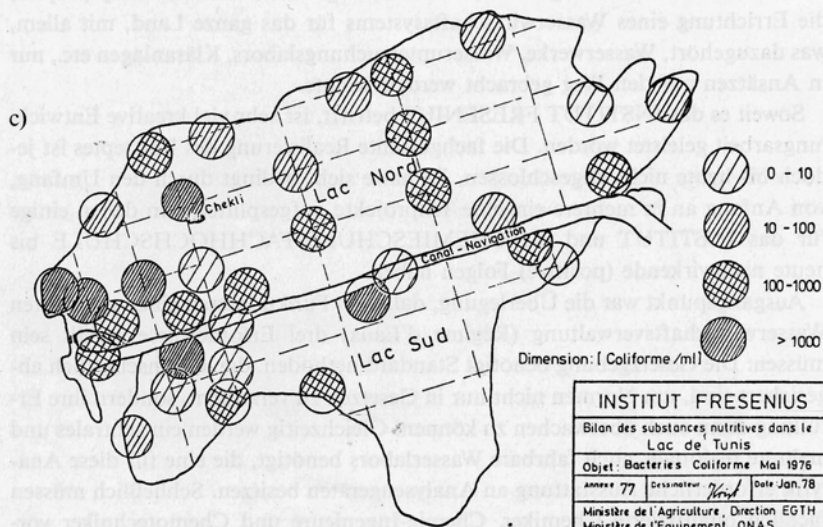 c)
Lac Nord
Chekli
Canal - Navigation
Lac Sud
0 - 10
10 - 100
100-1000
> 1000
Dimension: [ Coliforme /ml ]
INSTITUT FRESENIUS
Bilan des substances nutritives dans le
Lac de Tunis
Objet: Bacteries Coliforme Mai 1976
Annexe 77 Dessinateur Date Jan. 78
Ministère de l'Agriculture, Direction EGTH
Ministère de l'Equipement, ONAS